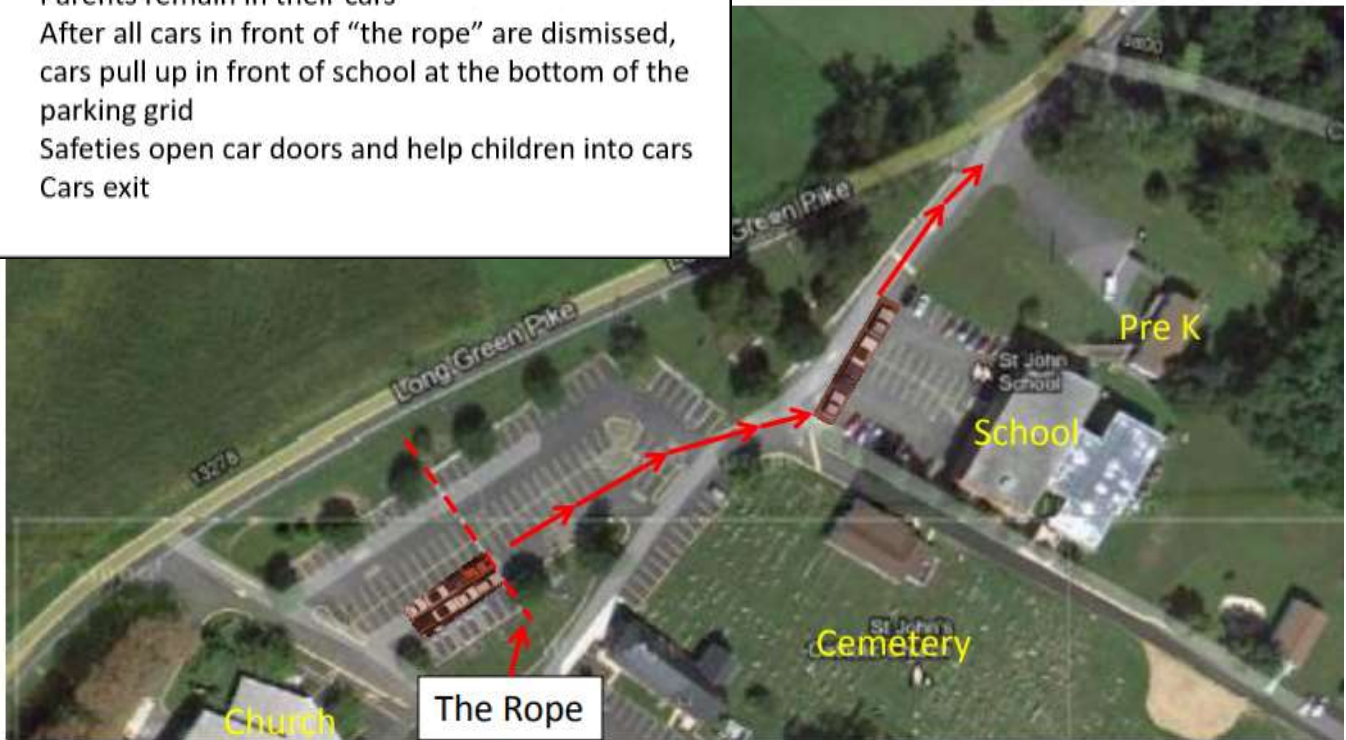 Parents remain in their cars
After all cars in front of “the rope” are dismissed,
cars pull up in front of school at the bottom of the
parking grid
Safeties open car doors and help children into cars
Cars exit
Green Pike
Long Green Pike
Pre K
St John
School
School
13278
St John's
Cemetery
The Rope
Church